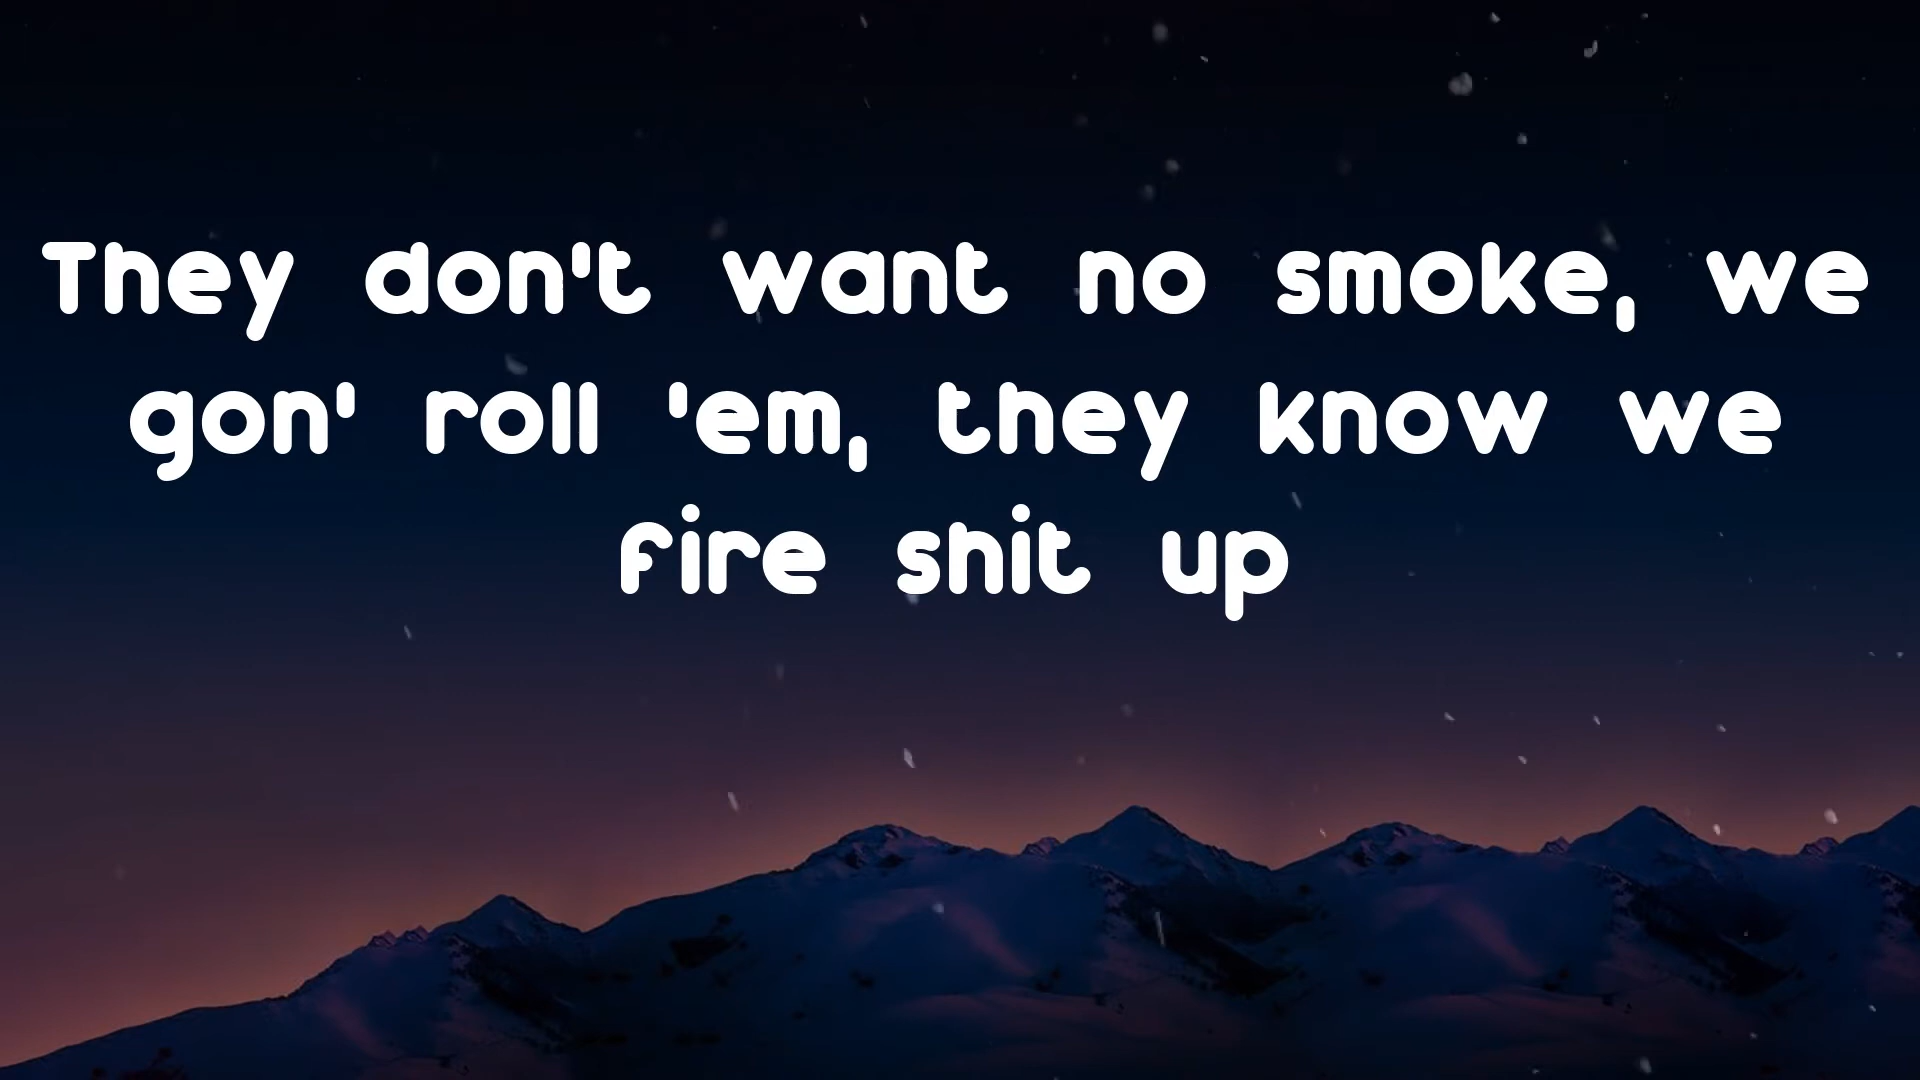 They don't want no smoke, we
gon' roll 'em, they know we
fire shit up